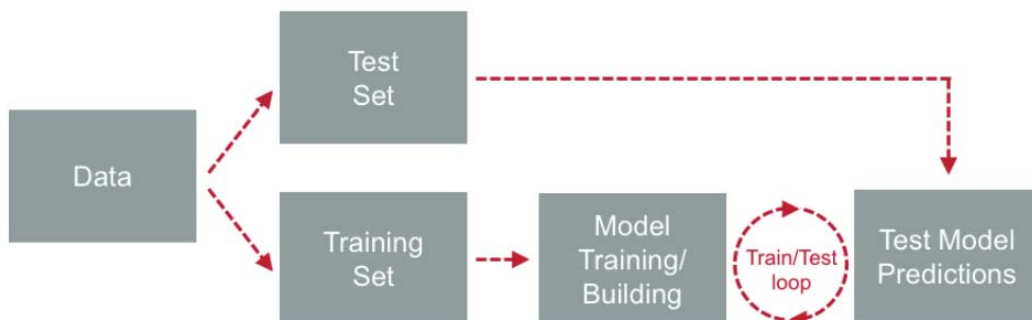 Test
Set
Data
Training
Set
Model
Training/
Building
Train/Test
loop
Test Model
Predictions